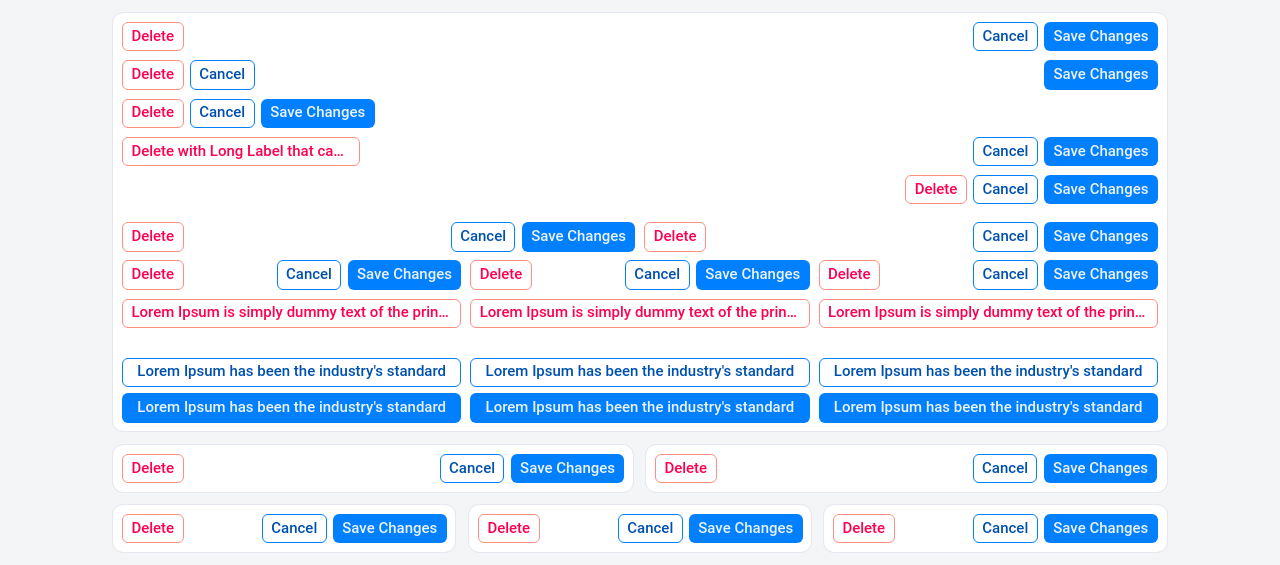 Delete Cancel Save Changes
Delete Cancel Save Changes
Delete Cancel Save Changes
Delete with Long Label that ca... Cancel Save Changes
Delete Cancel Save Changes
Delete Cancel Save Changes Delete Cancel Save Changes
Delete Cancel Save Changes Delete Cancel Save Changes Delete Cancel Save Changes
Lorem Ipsum is simply dummy text of the prin... Lorem Ipsum is simply dummy text of the prin... Lorem Ipsum is simply dummy text of the prin...
Lorem Ipsum has been the industry's standard Lorem Ipsum has been the industry's standard Lorem Ipsum has been the industry's standard
Lorem Ipsum has been the industry's standard Lorem Ipsum has been the industry's standard Lorem Ipsum has been the industry's standard
Delete Cancel Save Changes Delete Cancel Save Changes
Delete Cancel Save Changes Delete Cancel Save Changes Delete Cancel Save Changes